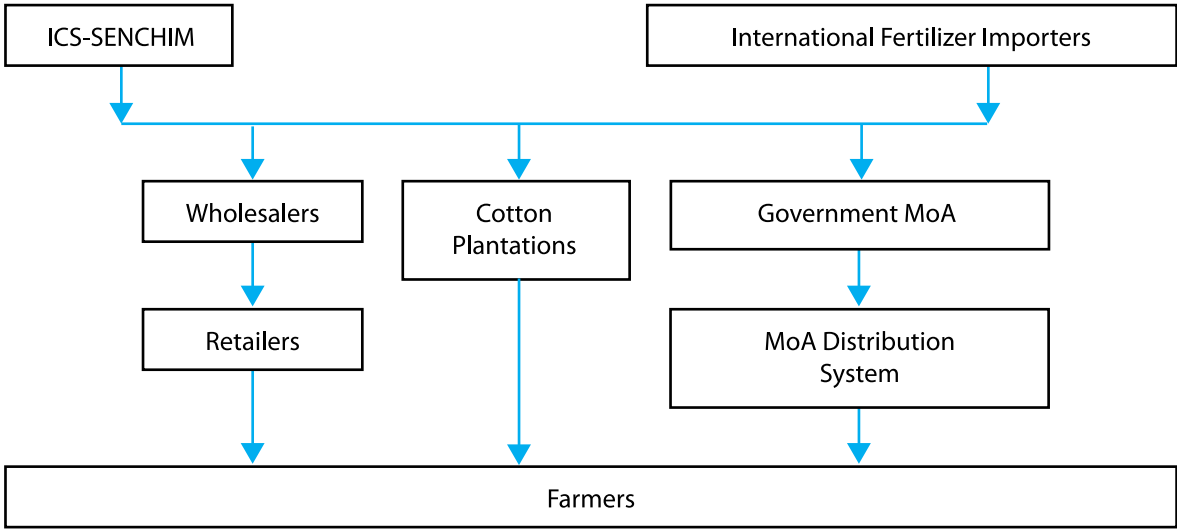 ICS-SENCHIM
International Fertilizer Importers
Wholesalers
Cotton
Plantations
Government MoA
Retailers
MoA Distribution
System
Farmers